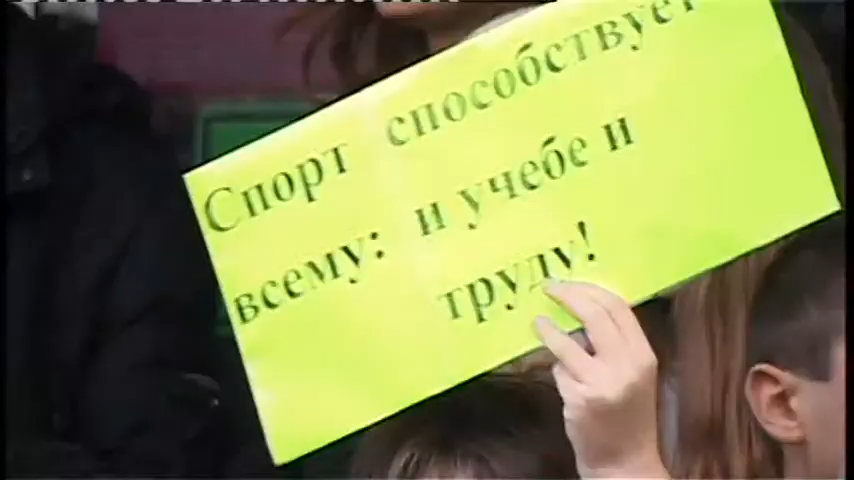 Спорт способствует
всему: и учебе и
труду!